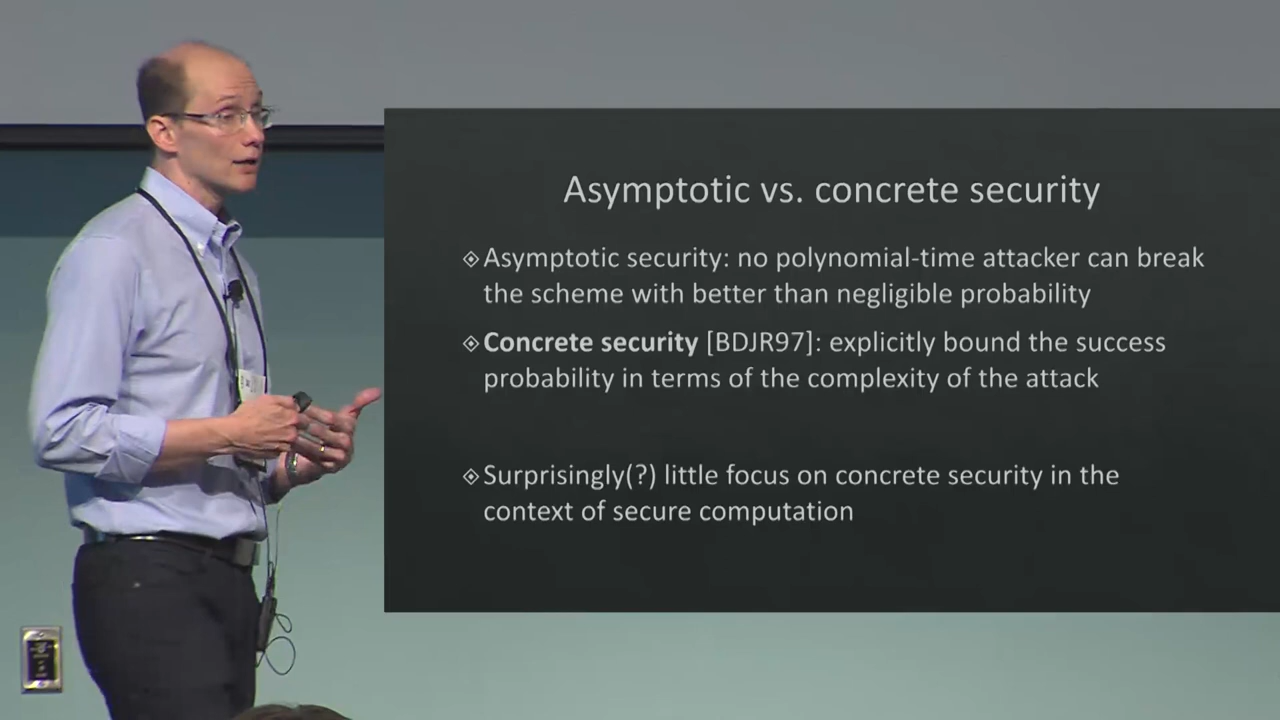 Asymptotic vs. concrete security
Asymptotic security: no polynomial-time attacker can break
the scheme with better than negligible probability
Concrete security [BDJR97]: explicitly bound the success
probability in terms of the complexity of the attack
Surprisingly(?) little focus on concrete security in the
context of secure computation